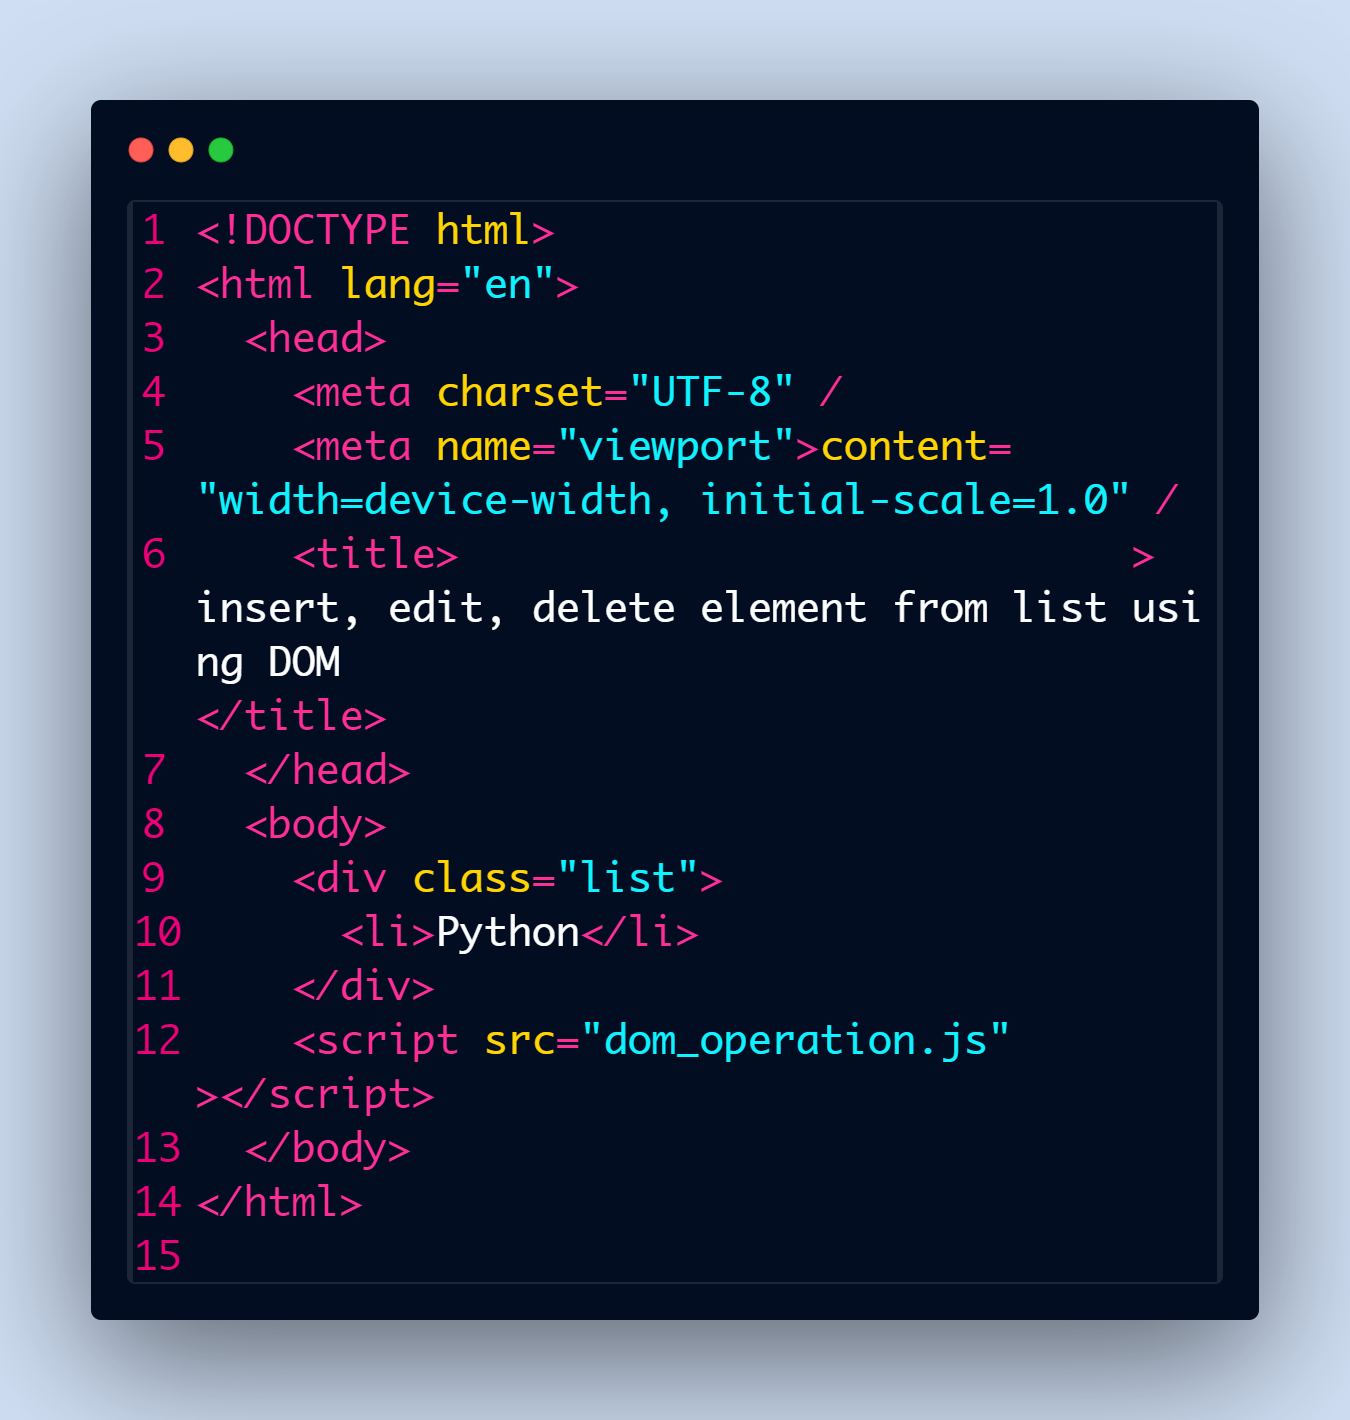 1 <!DOCTYPE html>
2 <html lang="en">
3   <head>
4     <meta charset="UTF-8" /
5     <meta name="viewport">content=
"width=device-width, initial-scale=1.0" /
6     <title>                            >
insert, edit, delete element from list usi
ng DOM
</title>
7   </head>
8   <body>
9     <div class="list">
10       <li>Python</li>
11     </div>
12     <script src="dom_operation.js"
></script>
13   </body>
14 </html>
15